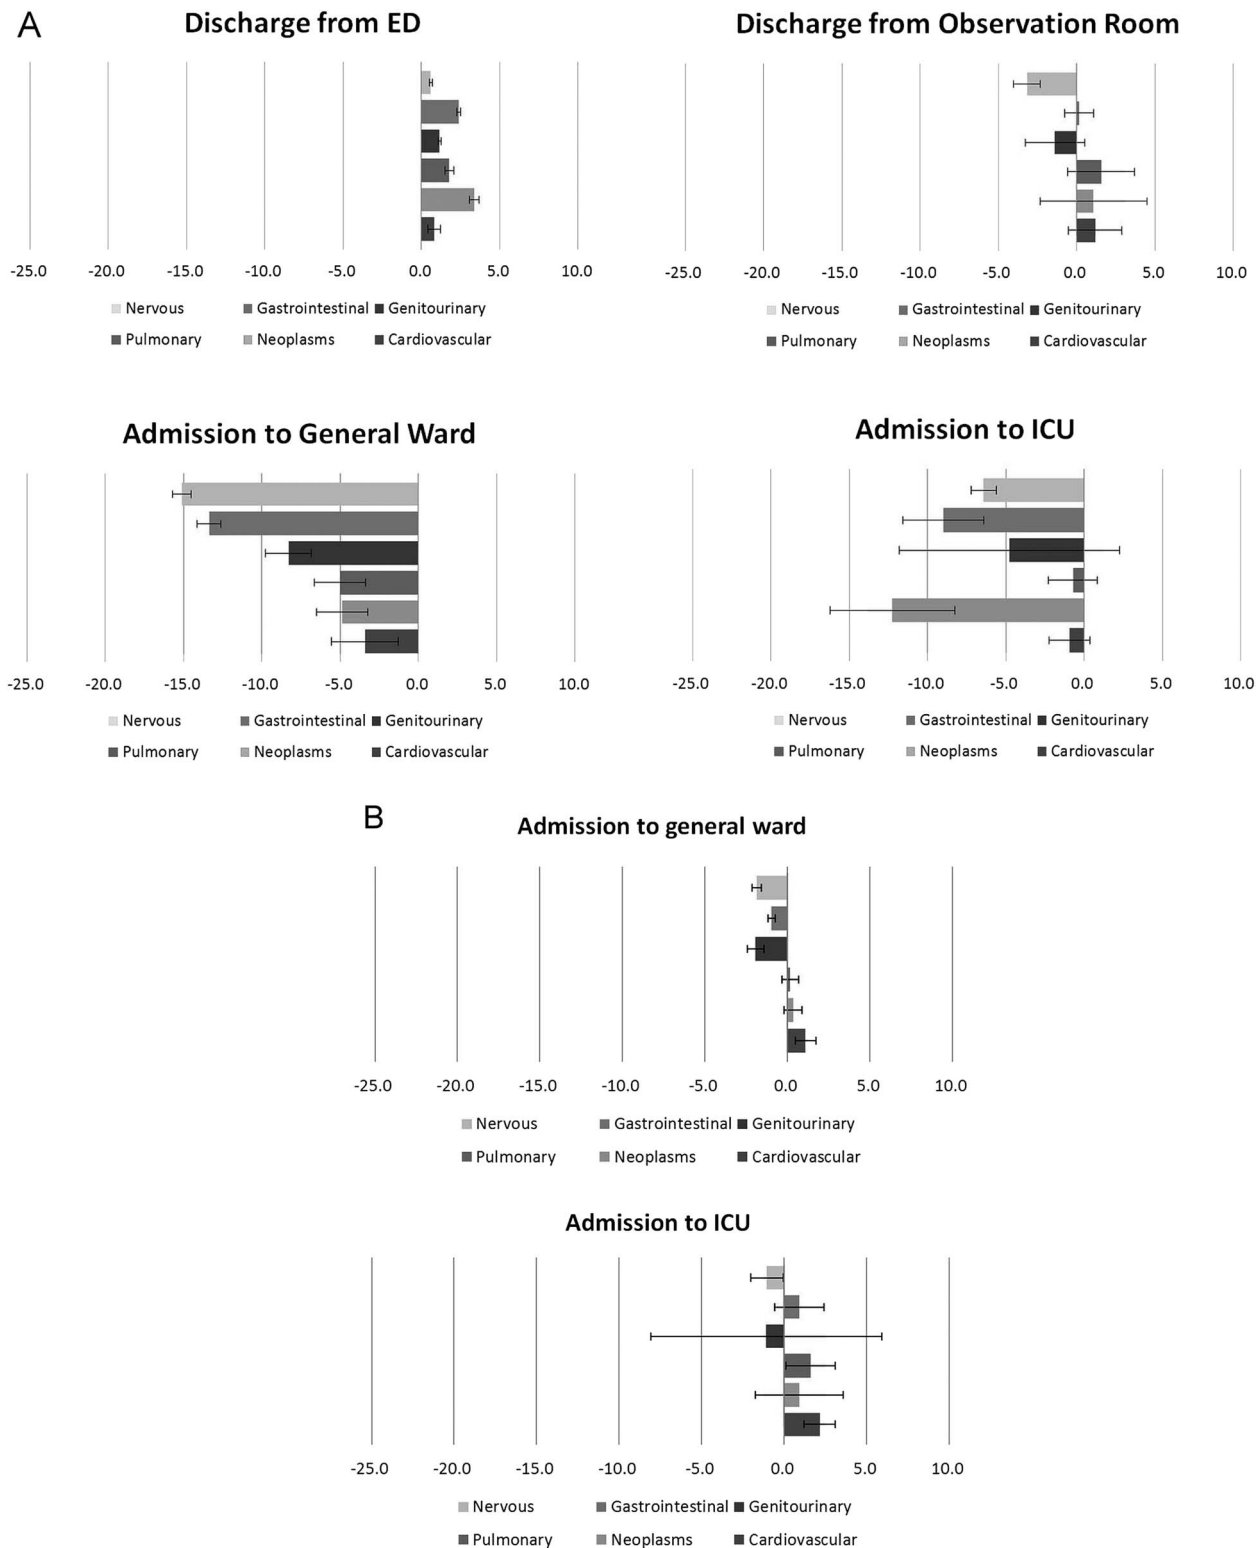 A
Discharge from ED
-25.0 -20.0 -15.0 -10.0 -5.0 0.0 5.0 10.0
Nervous Gastrointestinal Genitourinary
Pulmonary Neoplasms Cardiovascular
Discharge from Observation Room
-25.0 -20.0 -15.0 -10.0 -5.0 0.0 5.0 10.0
Nervous Gastrointestinal Genitourinary
Pulmonary Neoplasms Cardiovascular
Admission to General Ward
-25.0 -20.0 -15.0 -10.0 -5.0 0.0 5.0 10.0
Nervous Gastrointestinal Genitourinary
Pulmonary Neoplasms Cardiovascular
Admission to ICU
-25.0 -20.0 -15.0 -10.0 -5.0 0.0 5.0 10.0
Nervous Gastrointestinal Genitourinary
Pulmonary Neoplasms Cardiovascular
B
Admission to general ward
-25.0 -20.0 -15.0 -10.0 -5.0 0.0 5.0 10.0
Nervous Gastrointestinal Genitourinary
Pulmonary Neoplasms Cardiovascular
Admission to ICU
-25.0 -20.0 -15.0 -10.0 -5.0 0.0 5.0 10.0
Nervous Gastrointestinal Genitourinary
Pulmonary Neoplasms Cardiovascular